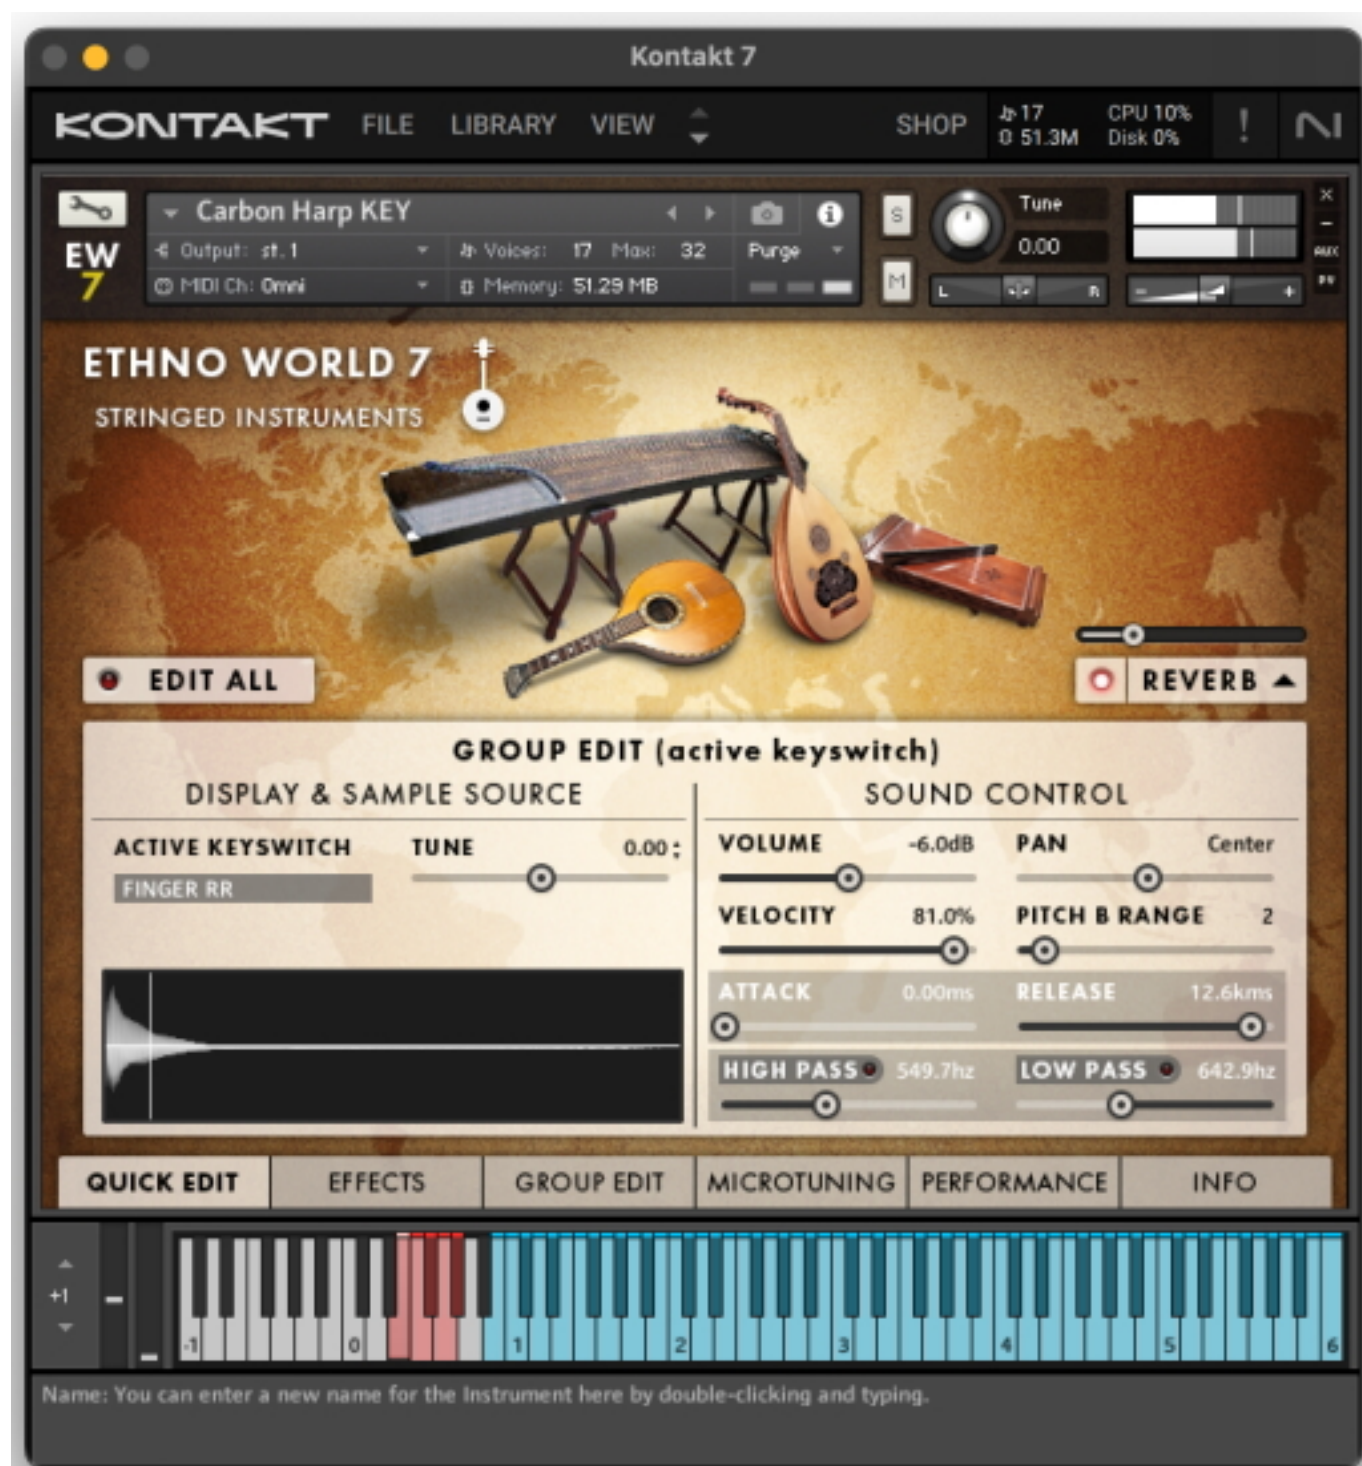 Kontakt 7
KONTAKT FILE LIBRARY VIEW SHOP 17 CPU 10% !
51.3M Disk 0%
Carbon Harp KEY i S Tune X
EW Output: st.1 Voices: 17 Max: 32 Purge 0.00 AUX
7 MIDI Ch: Omni Memory: 51.29 MB M L R - + PV
ETHNO WORLD 7
STRINGED INSTRUMENTS
EDIT ALL REVERB
GROUP EDIT (active keyswitch)
DISPLAY & SAMPLE SOURCE SOUND CONTROL
ACTIVE KEYSWITCH TUNE 0.00 VOLUME -6.0dB PAN Center
FINGER RR
VELOCITY 81.0% PITCH B RANGE 2
ATTACK 0.00ms RELEASE 12.6kms
HIGH PASS 549.7hz LOW PASS 642.9hz
QUICK EDIT EFFECTS GROUP EDIT MICROTUNING PERFORMANCE INFO
+1
-1 0 1 2 3 4 5 6
Name: You can enter a new name for the Instrument here by double-clicking and typing.